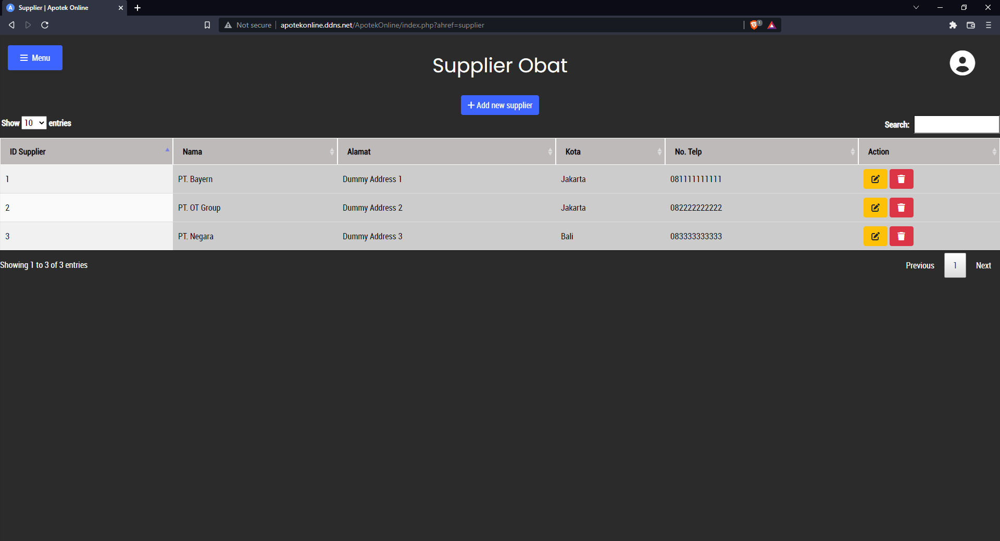 Supplier | Apotek Online
Not secure | apotekonline.ddns.net/ApotekOnline/index.php?ahref=supplier 1
Menu
Supplier Obat
Add new supplier
Show 10 entries Search:
ID Supplier Nama Alamat Kota No. Telp Action
1 PT. Bayern Dummy Address 1 Jakarta 081111111111
2 PT. OT Group Dummy Address 2 Jakarta 082222222222
3 PT. Negara Dummy Address 3 Bali 083333333333
Showing 1 to 3 of 3 entries Previous 1 Next